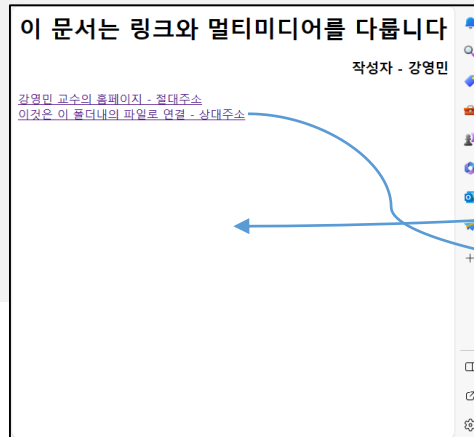 이 문서는 링크와 멀티미디어를 다룹니다
작성자 - 강영민
강영민 교수의 홈페이지 - 절대주소
이것은 이 폴더내의 파일로 연결 - 상대주소